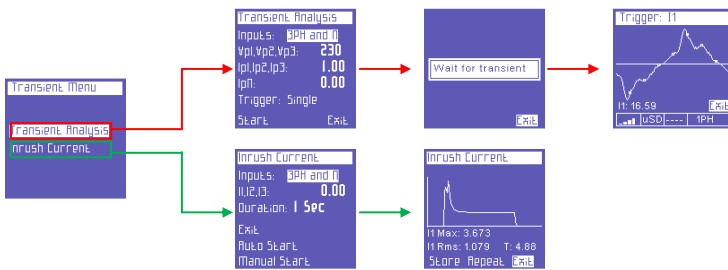 Transient Menu
Transient Analysis
Inrush Current
Transient Analysis
Inputs: 3PH and N
Vp1,Vp2,Vp3: 230
Ip1,Ip2,Ip3: 1.00
IpN: 0.00
Trigger: Single
Start Exit
Wait for transient
Exit
Trigger: I1
I1: 16.59 Exit
uSD ---- 1PH
Inrush Current
Inputs: 3PH and N
I1,I2,I3: 0.00
Duration: 1 Sec
Exit
Auto Start
Manual Start
Inrush Current
I1 Max: 3.673
I1 Rms: 1.079 T: 4.88
Store Repeat Exit